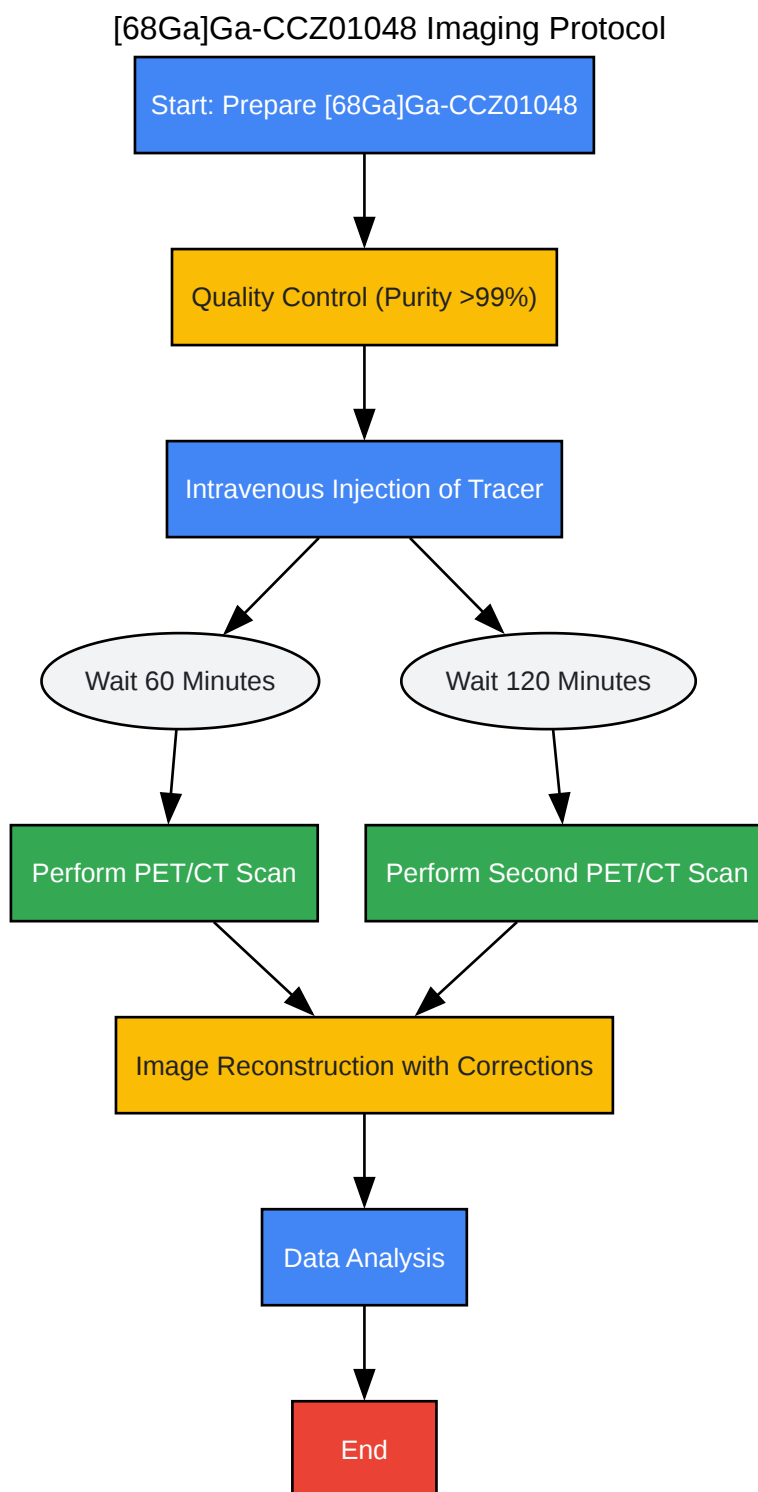 [68Ga]Ga-CCZ01048 Imaging Protocol
Start: Prepare [68Ga]Ga-CCZ01048
Quality Control (Purity >99%)
Intravenous Injection of Tracer
Wait 60 Minutes
Wait 120 Minutes
Perform PET/CT Scan
Perform Second PET/CT Scan
Image Reconstruction with Corrections
Data Analysis
End